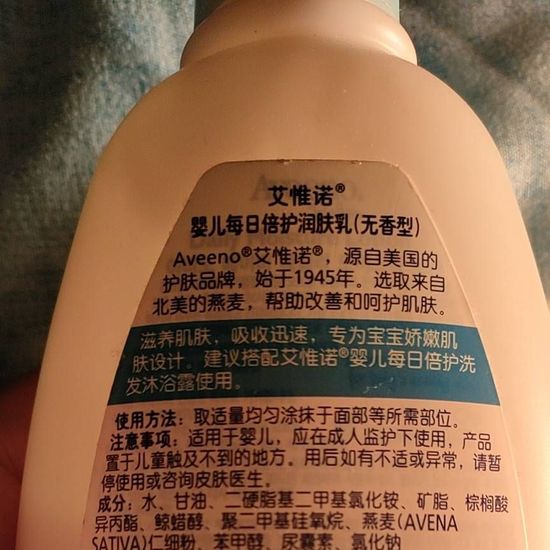 艾惟诺®
婴儿每日倍护润肤乳(无香型)
Aveeno®艾惟诺®，源自美国的
护肤品牌，始于1945年。选取来自
北美的燕麦，帮助改善和呵护肌肤。
滋养肌肤，吸收迅速，专为宝宝娇嫩肌
肤设计。建议搭配艾惟诺®婴儿每日倍护洗
发沐浴露使用。
使用方法：取适量均匀涂抹于面部等所需部位。
注意事项：适用于婴儿，应在成人监护下使用，产品
置于儿童触及不到的地方。用后如有不适或异常，请暂
停使用或咨询皮肤医生。
成分：水、甘油、二硬脂基二甲基氯化铵、矿脂、棕榈酸
异丙酯、鲸蜡醇、聚二甲基硅氧烷、燕麦(AVENA
SATIVA)仁细粉、苯甲醇、尿囊素、氯化钠